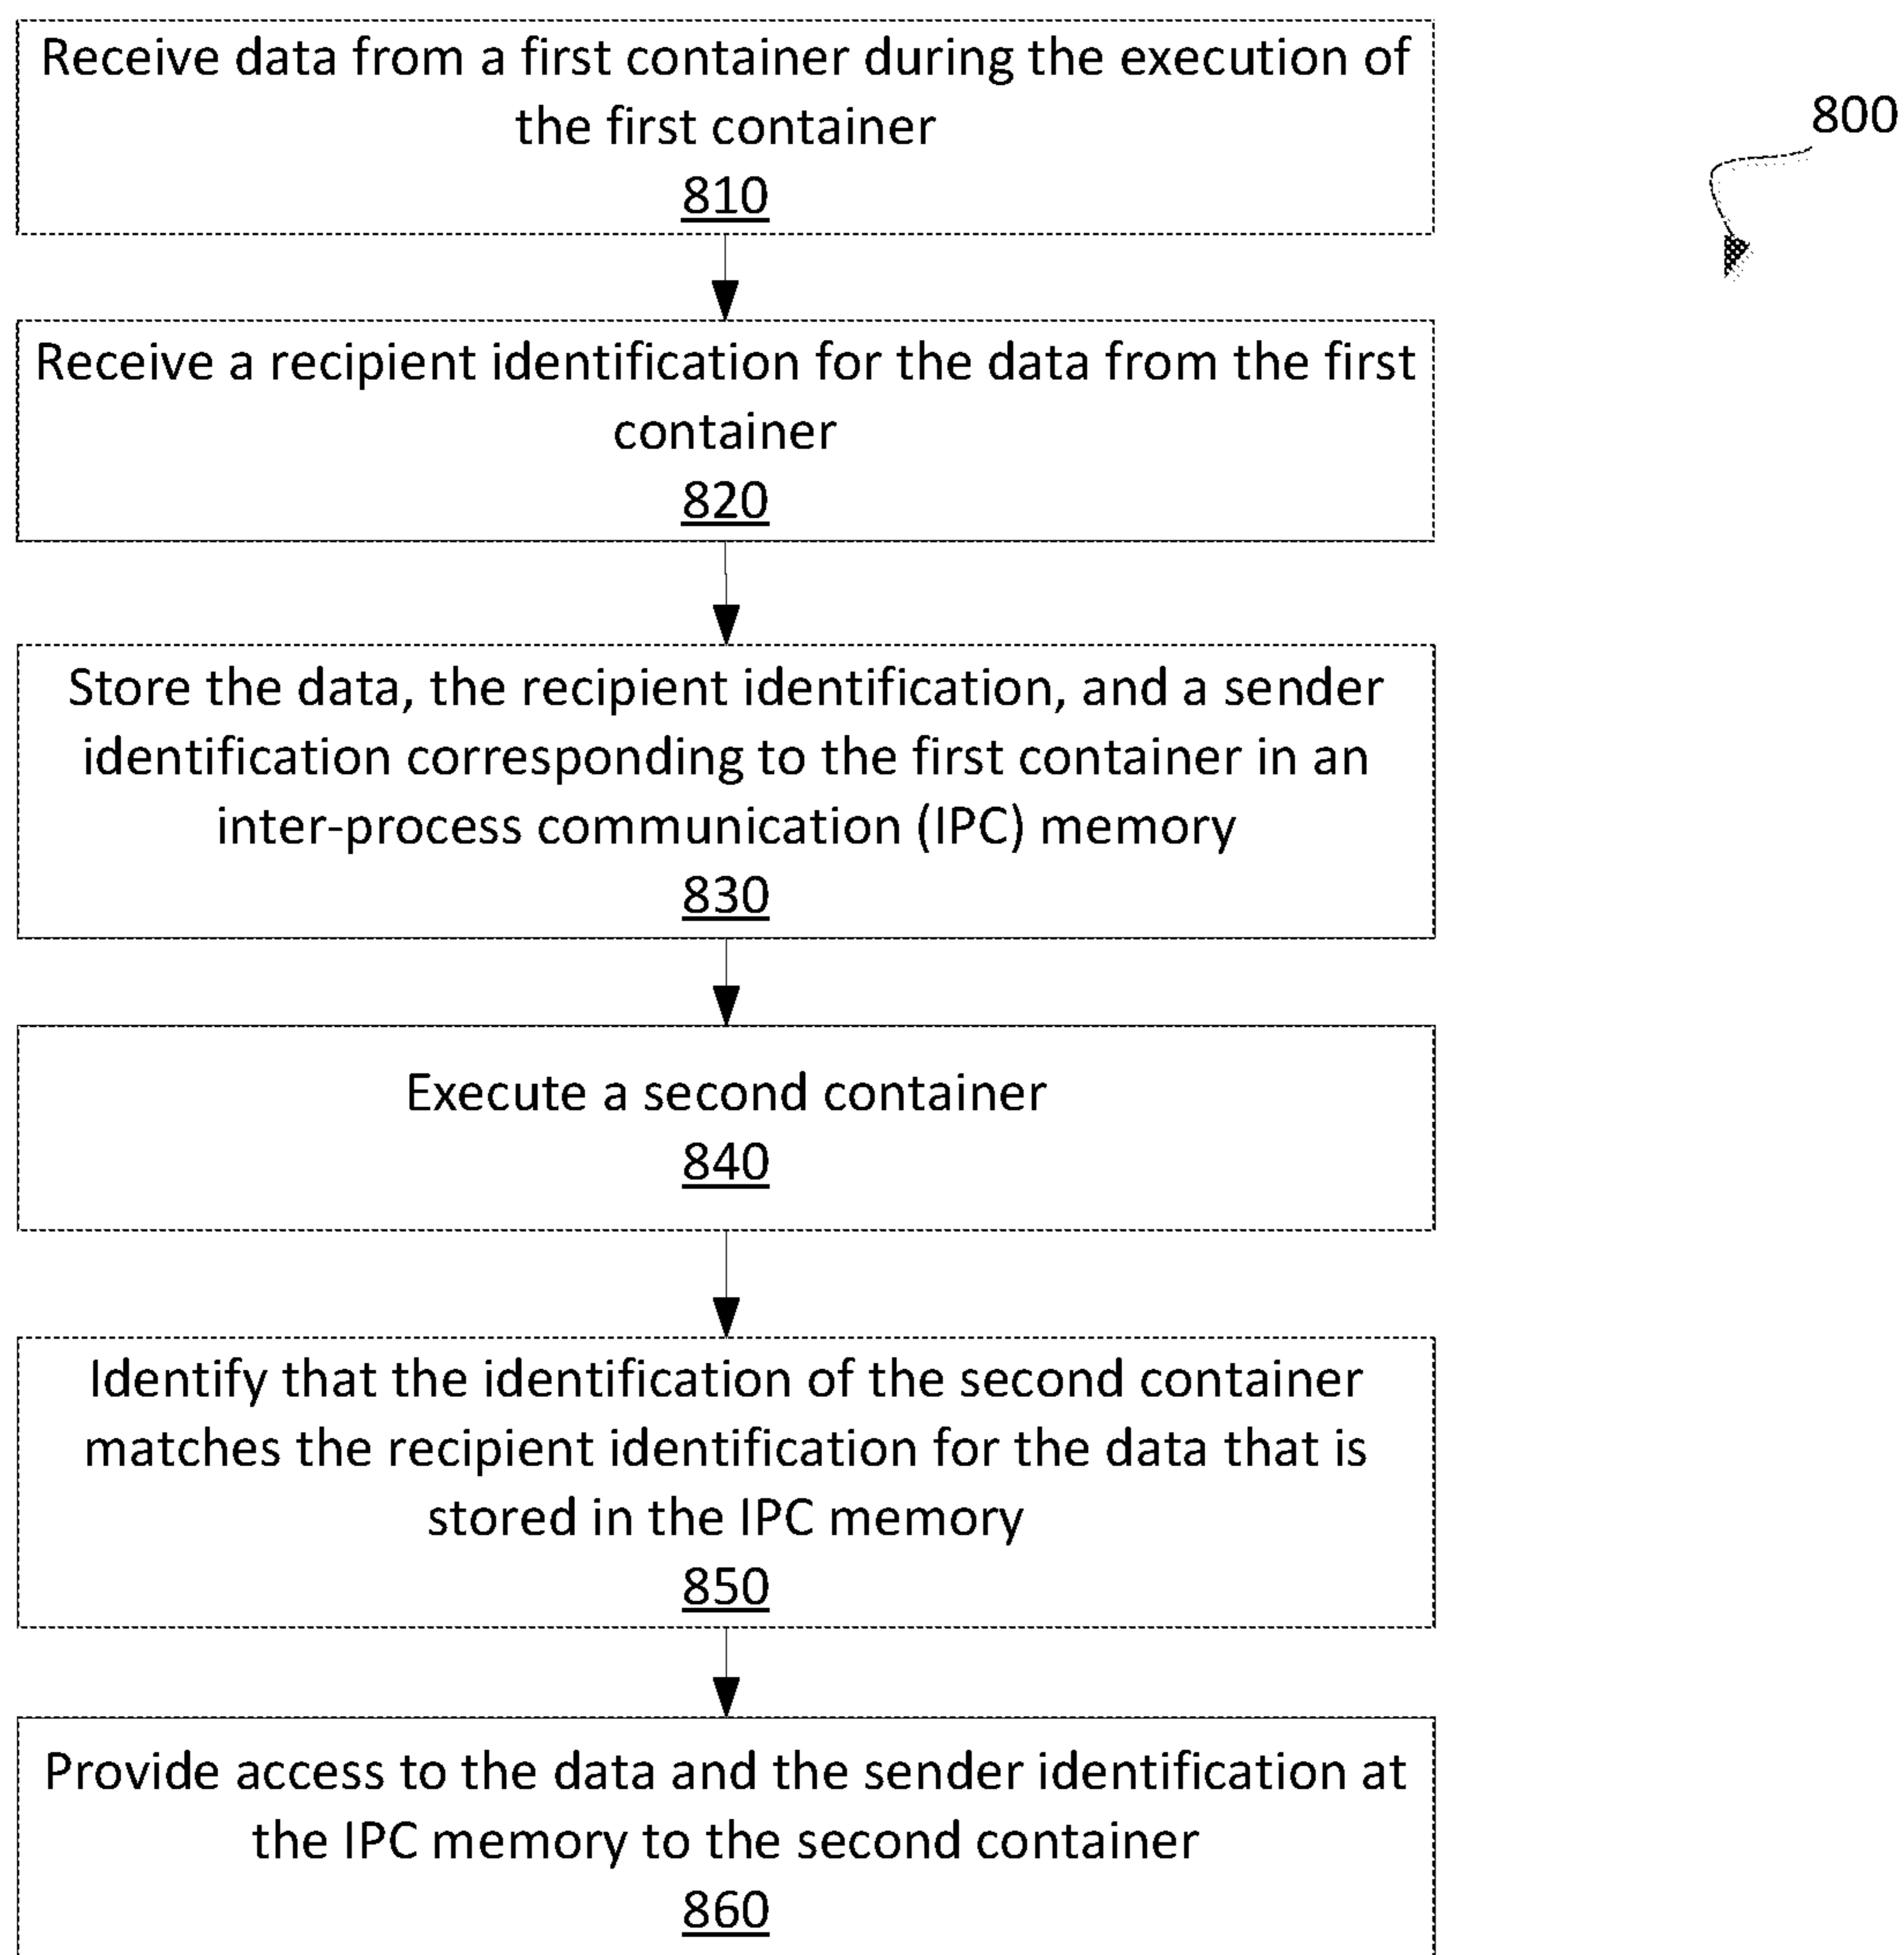 Receive data from a first container during the execution of
the first container
810
800
Receive a recipient identification for the data from the first
container
820
Store the data, the recipient identification, and a sender
identification corresponding to the first container in an
inter-process communication (IPC) memory
830
Execute a second container
840
Identify that the identification of the second container
matches the recipient identification for the data that is
stored in the IPC memory
850
Provide access to the data and the sender identification at
the IPC memory to the second container
860